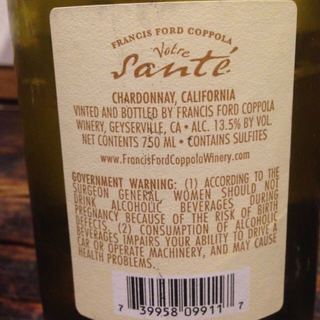 FRANCIS FORD COPPOLA
Votre
Santé
CHARDONNAY, CALIFORNIA
VINTED AND BOTTLED BY FRANCIS FORD COPPOLA
WINERY, GEYSERVILLE, CA • ALC. 13.5% BY VOL.
NET CONTENTS 750 ML • CONTAINS SULFITES
www.FrancisFordCoppolaWinery.com
GOVERNMENT WARNING: (1) ACCORDING TO THE
SURGEON GENERAL, WOMEN SHOULD NOT
DRINK ALCOHOLIC BEVERAGES DURING
PREGNANCY BECAUSE OF THE RISK OF BIRTH
DEFECTS. (2) CONSUMPTION OF ALCOHOLIC
BEVERAGES IMPAIRS YOUR ABILITY TO DRIVE A
CAR OR OPERATE MACHINERY, AND MAY CAUSE
HEALTH PROBLEMS.
7 39958 09911 7